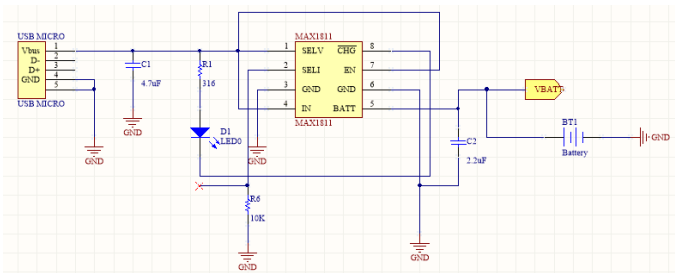 USB MICRO
Vbus 1
D- 2
D+ 3
GND 4
5
USB MICRO
GND
C1
4.7uF
GND
R1
316
D1
LED0
MAX1811
1 SELV CHG 8
2 SELI EN 7
3 GND GND 6
4 IN BATT 5
MAX1811
GND
R6
10K
GND
C2
2.2uF
GND
VBATT
BT1
Battery
GND